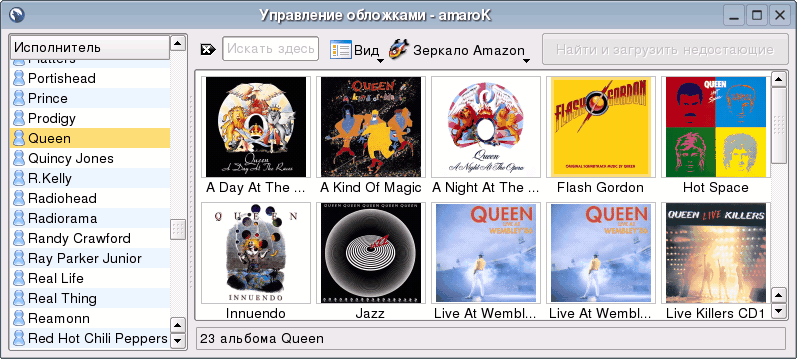 Управление обложками - amaroK
Исполнитель
Искать здесь
Вид
Зеркало Amazon
Найти и загрузить недостающие
Platters
Portishead
Prince
Prodigy
Queen
Quincy Jones
R.Kelly
Radiohead
Radiorama
Randy Crawford
Ray Parker Junior
Real Life
Real Thing
Reamonn
Red Hot Chili Peppers
Queen
A Day At The Races
A Day At The ...
QUEEN
A KIND OF MAGIC
A Kind Of Magic
Queen
A Night At The Opera
A Night At The ...
FLASH GORDON
ORIGINAL SOUNDTRACK MUSIC BY QUEEN
Flash Gordon
QUEEN
Hot Space
Hot Space
QUEEN
INNUENDO
Innuendo
QUEEN QUEEN QUEEN QUEEN QUEEN
Jazz
QUEEN
LIVE AT
WEMBLEY '86
Live At Wembl...
QUEEN
LIVE AT
WEMBLEY '86
Live At Wembl...
QUEEN LIVE KILLERS
Live Killers CD1
23 альбома Queen